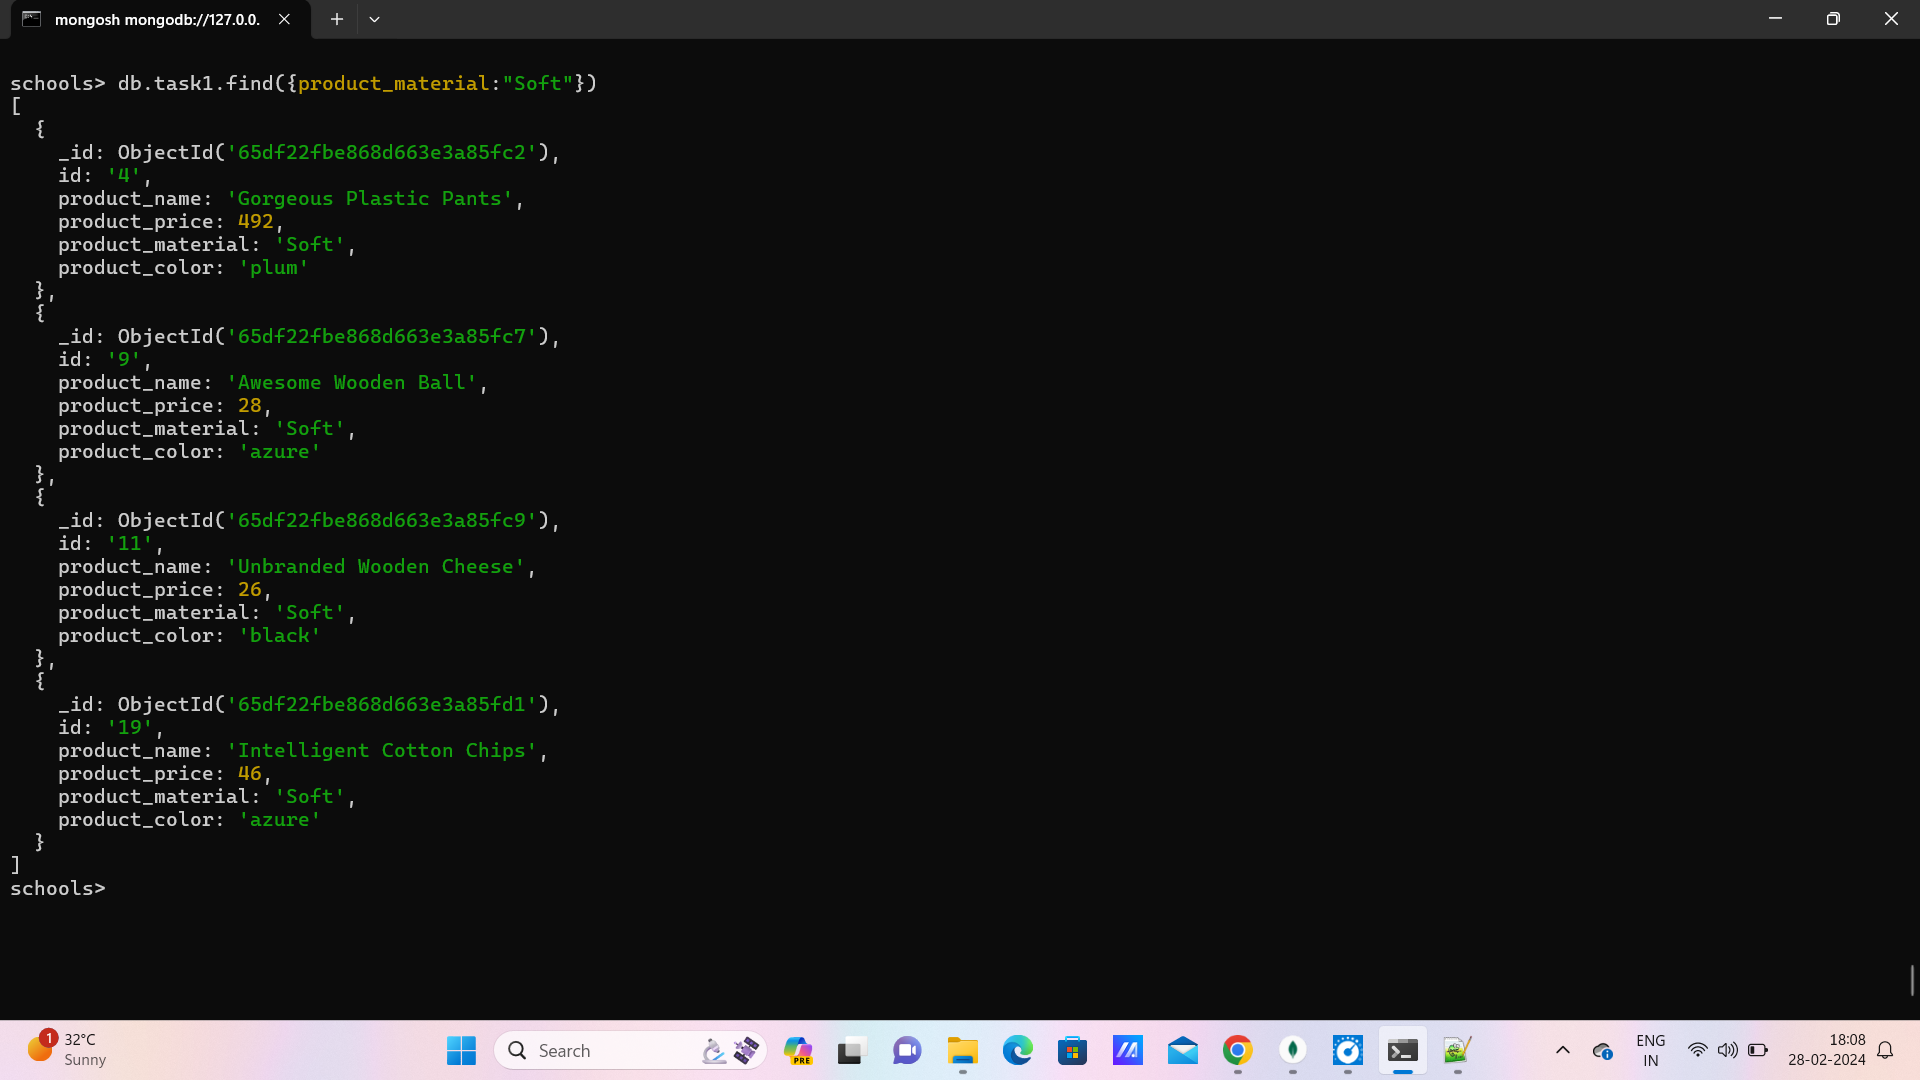 mongosh mongodb://127.0.0.
schools> db.task1.find({product_material:"Soft"})
[
  {
    _id: ObjectId('65df22fbe868d663e3a85fc2'),
    id: '4',
    product_name: 'Gorgeous Plastic Pants',
    product_price: 492,
    product_material: 'Soft',
    product_color: 'plum'
  },
  {
    _id: ObjectId('65df22fbe868d663e3a85fc7'),
    id: '9',
    product_name: 'Awesome Wooden Ball',
    product_price: 28,
    product_material: 'Soft',
    product_color: 'azure'
  },
  {
    _id: ObjectId('65df22fbe868d663e3a85fc9'),
    id: '11',
    product_name: 'Unbranded Wooden Cheese',
    product_price: 26,
    product_material: 'Soft',
    product_color: 'black'
  },
  {
    _id: ObjectId('65df22fbe868d663e3a85fd1'),
    id: '19',
    product_name: 'Intelligent Cotton Chips',
    product_price: 46,
    product_material: 'Soft',
    product_color: 'azure'
  }
]
schools>
1
32°C
Sunny
Search
PRE
ENG
IN
18:08
28-02-2024